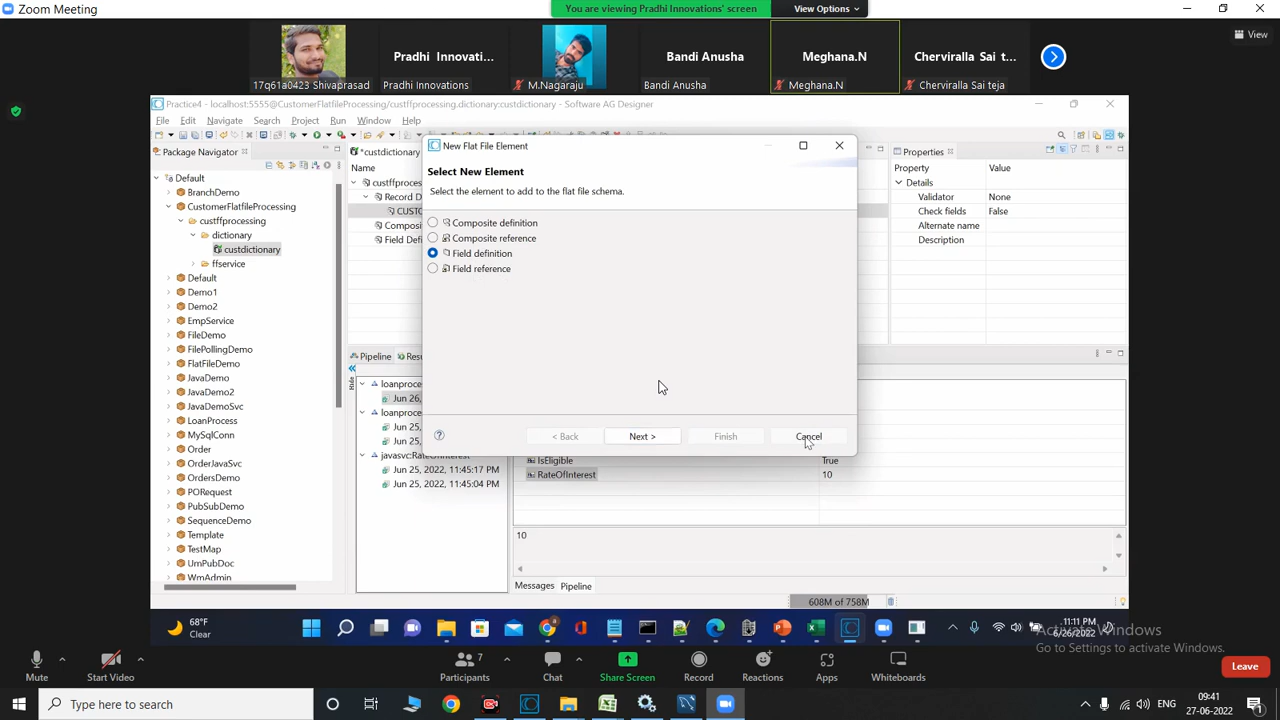 Zoom Meeting
You are viewing Pradhi Innovations' screen
View Options
View
Pradhi Innovati...
Bandi Anusha
Meghana.N
Cherviralla Sai t...
17q61a0423 Shivaprasad
Pradhi Innovations
M.Nagaraju
Bandi Anusha
Meghana.N
Cherviralla Sai teja
Practice4 - localhost:5555@CustomerFlatfileProcessing/custffprocessing.dictionary:custdictionary - Software AG Designer
File Edit Navigate Search Project Run Window Help
Package Navigator
Default
BranchDemo
CustomerFlatfileProcessing
custffprocessing
dictionary
custdictionary
ffservice
Default
Demo1
Demo2
EmpService
FileDemo
FilePollingDemo
FlatFileDemo
JavaDemo
JavaDemo2
JavaDemoSvc
LoanProcess
MySqlConn
Order
OrderJavaSvc
OrdersDemo
PORequest
PubSubDemo
SequenceDemo
Template
TestMap
UmPubDoc
WmAdmin
*custdictionary
Name
custffproces
Record D
CUSTO
Compos
Field Defi
New Flat File Element
Select New Element
Select the element to add to the flat file schema.
Composite definition
Composite reference
Field definition
Field reference
< Back
Next >
Finish
Cancel
Properties
Property Value
Details
Validator None
Check fields False
Alternate name
Description
Pipeline Resu
Hide
loanproce
Jun 26,
loanproce
Jun 25,
Jun 25,
javasvc:RateOfInterest
Jun 25, 2022, 11:45:17 PM
Jun 25, 2022, 11:45:04 PM
IsEligible True
RateOfInterest 10
10
Messages Pipeline
608M of 758M
68°F
Clear
11:11 PM
6/26/2022
Activate Windows
Go to Settings to activate Windows.
Mute
Start Video
7
Participants
Chat
Share Screen
Record
Reactions
Apps
Whiteboards
Leave
Type here to search
ENG
09:41
27-06-2022
1